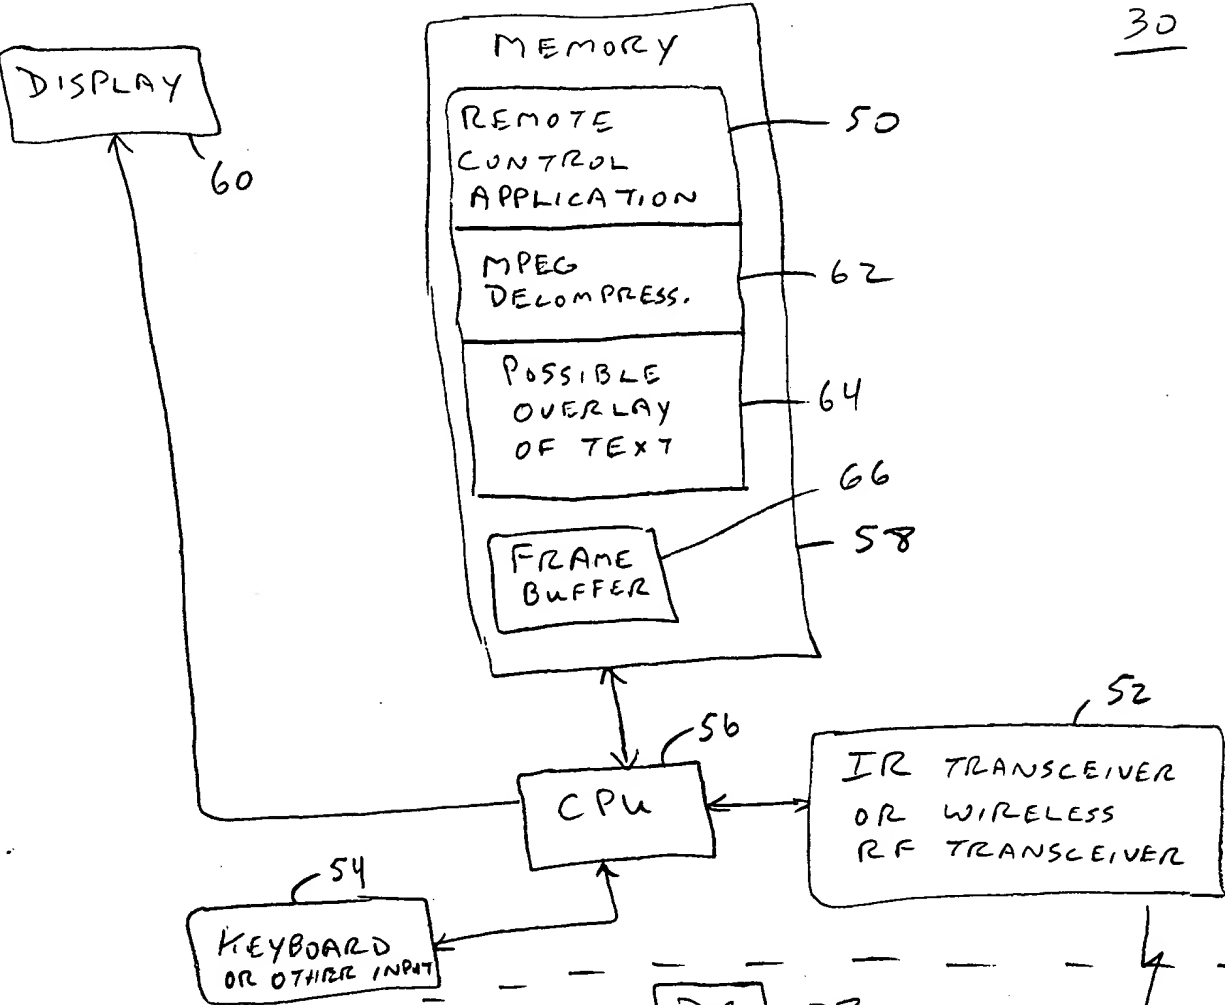 30
MEMORY
DISPLAY
60
REMOTE
CONTROL
APPLICATION
50
MPEG
DECOMPRESS.
62
POSSIBLE
OVERLAY
OF TEXT
64
66
FRAME
BUFFER
58
52
56
IR TRANSCEIVER
OR WIRELESS
RF TRANSCEIVER
CPU
54
KEYBOARD
OR OTHER INPUT